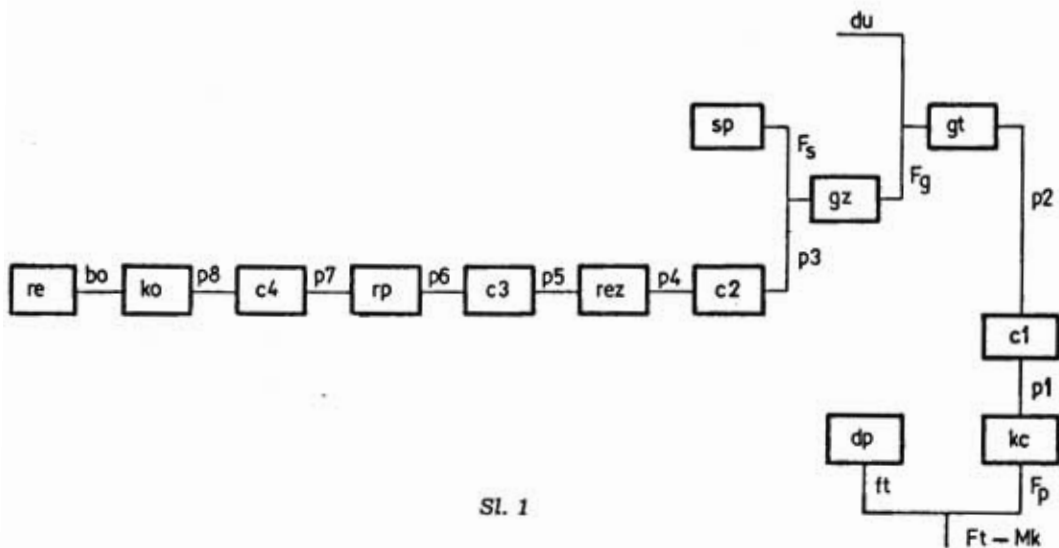 du
sp
gt
Fs
Fg
gz
p2
p3
re bo ko p8 c4 p7 rp p6 c3 p5 rez p4 c2
c1
p1
dp
kc
ft
Fp
Sl. 1
Ft – Mk